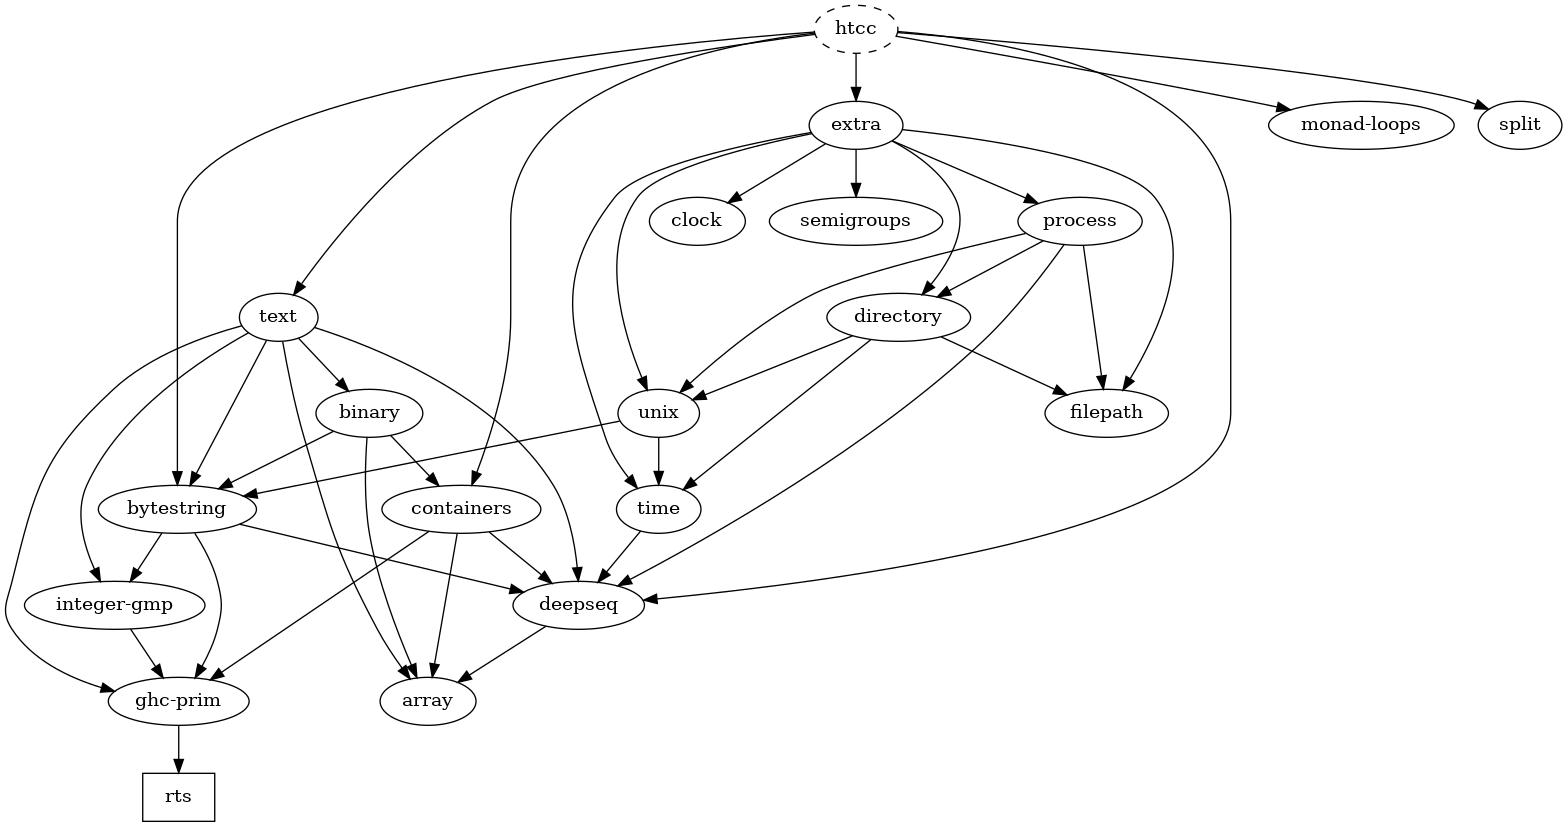 htcc
extra
monad-loops
split
clock
semigroups
process
text
directory
binary
unix
filepath
bytestring
containers
time
integer-gmp
deepseq
ghc-prim
array
rts